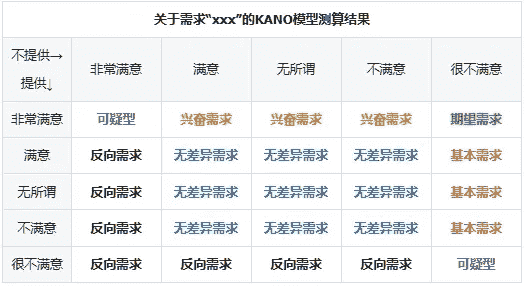 关于需求“xxx”的KANO模型测算结果
不提供→
提供↓
非常满意 满意 无所谓 不满意 很不满意
非常满意 可疑型 兴奋需求 兴奋需求 兴奋需求 期望需求
满意 反向需求 无差异需求 无差异需求 无差异需求 基本需求
无所谓 反向需求 无差异需求 无差异需求 无差异需求 基本需求
不满意 反向需求 无差异需求 无差异需求 无差异需求 基本需求
很不满意 反向需求 反向需求 反向需求 反向需求 可疑型